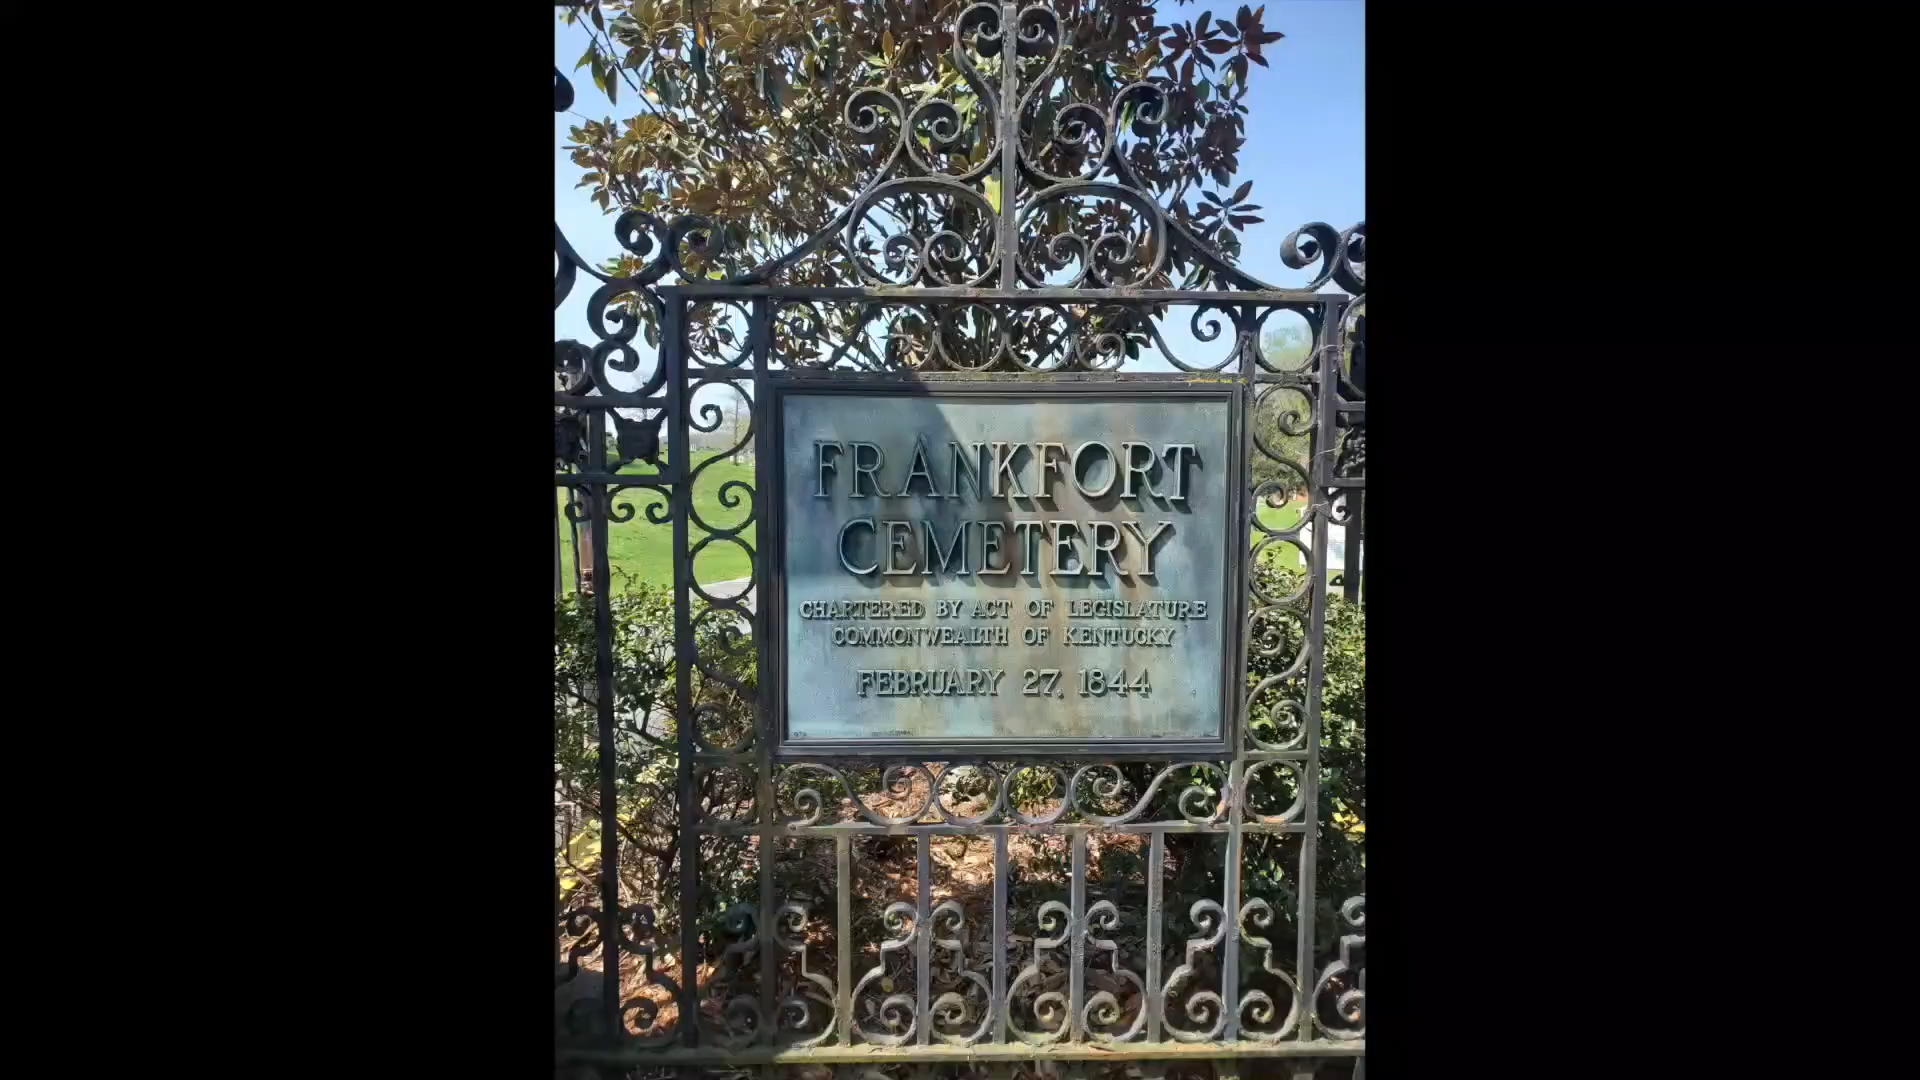 FRANKFORT
CEMETERY
CHARTERED BY ACT OF LEGISLATURE
COMMONWEALTH OF KENTUCKY
FEBRUARY 27, 1844